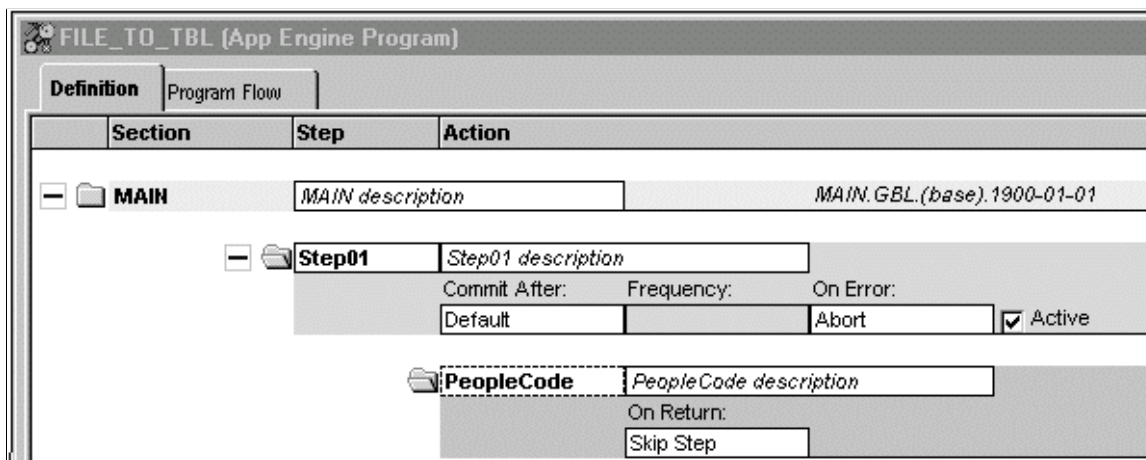 FILE_TO_TBL (App Engine Program)
Definition Program Flow
Section Step Action
MAIN MAIN description MAIN.GBL.(base).1900-01-01
Step01 Step01 description
Commit After: Frequency: On Error:
Default Abort Active
PeopleCode PeopleCode description
On Return:
Skip Step